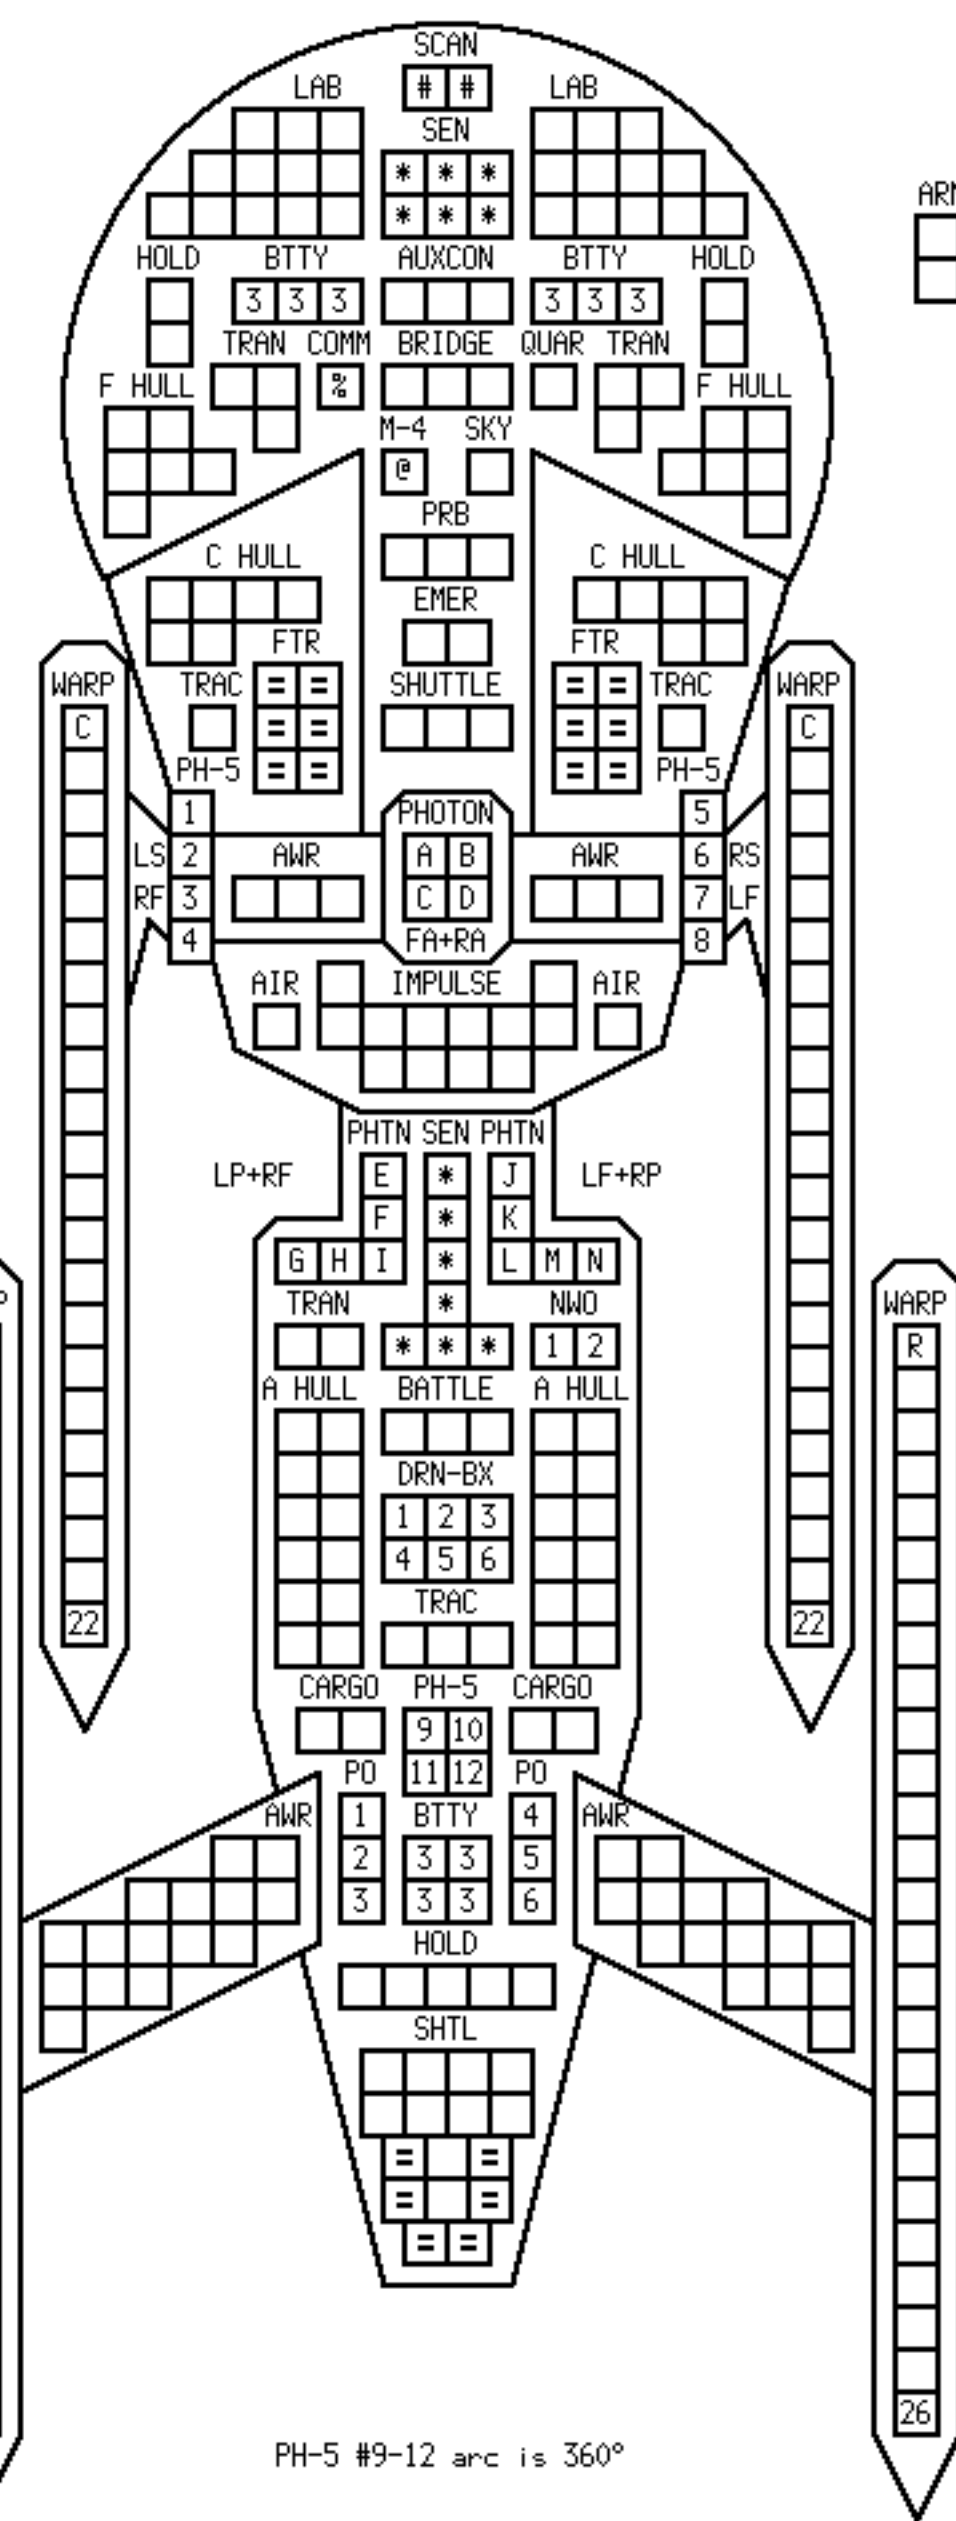 SCAN
LAB # # LAB
SEN
* * *
* * *
ARM
HOLD BTTY AUXCON BTTY HOLD
3 3 3 3 3 3
TRAN COMM BRIDGE QUAR TRAN
F HULL % F HULL
M-4 SKY
@
PRB
C HULL C HULL
EMER
FTR FTR
WARP TRAC = = SHUTTLE = = TRAC WARP
C = = = = C
PH-5 = = = = PH-5
1 PHOTON 5
LS 2 AWR A B AWR 6 RS
RF 3 C D 7 LF
4 FA+RA 8
AIR IMPULSE AIR
PHTN SEN PHTN
LP+RF E * J LF+RP
F * K
G H I * L M N
P TRAN * NWO WARP
* * * 1 2 R
A HULL BATTLE A HULL
DRN-BX
1 2 3
4 5 6
TRAC
22 22
CARGO PH-5 CARGO
9 10
PO 11 12 PO
AWR 1 BTTY 4 AWR
2 3 3 5
3 3 3 6
HOLD
SHTL
= =
= =
= =
26
PH-5 #9-12 arc is 360°